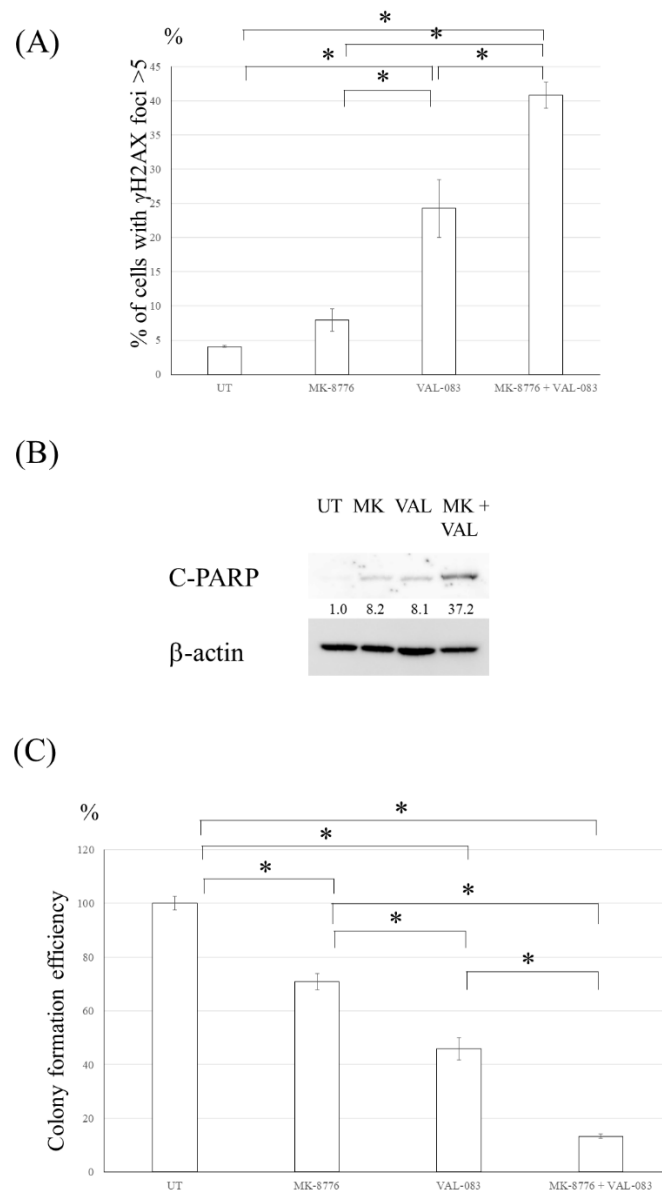 (A)
%
*
*
*
*
*
% of cells with γH2AX foci >5
45
40
35
30
25
20
15
10
5
0
UT MK-8776 VAL-083 MK-8776 + VAL-083
(B)
UT MK VAL MK +
VAL
C-PARP
1.0 8.2 8.1 37.2
β-actin
(C)
%
*
*
*
*
*
*
Colony formation efficiency
120
100
80
60
40
20
0
UT MK-8776 VAL-083 MK-8776 + VAL-083